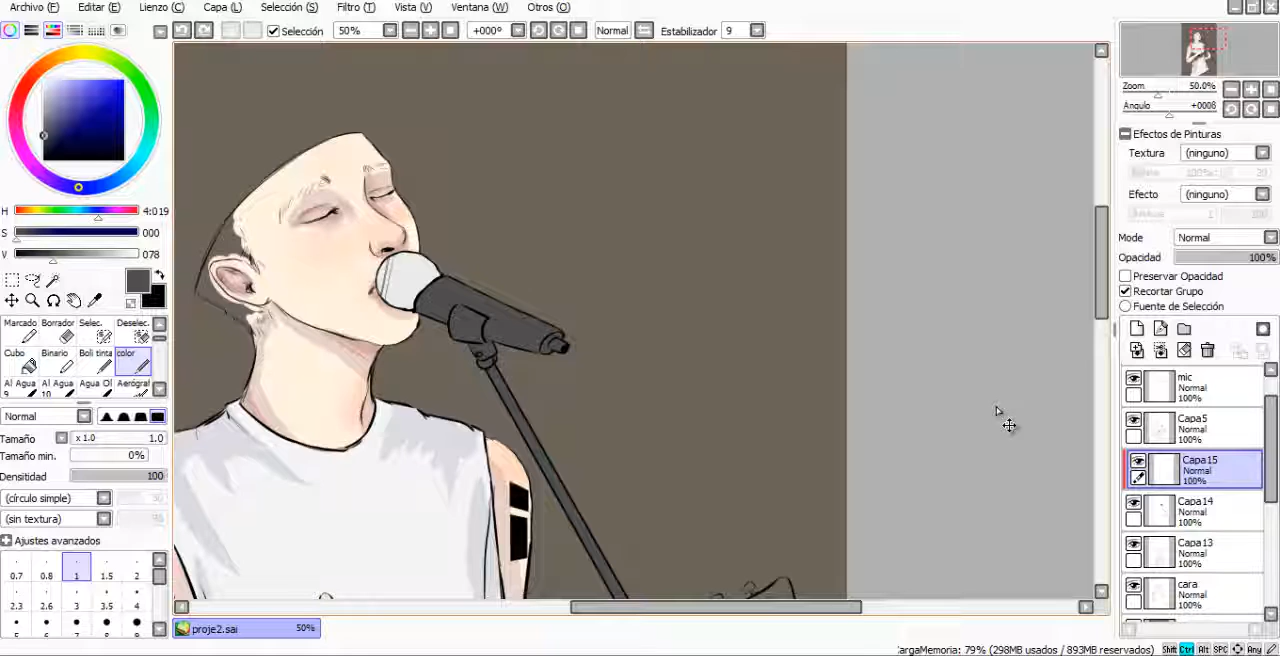 Archivo (F) Editar (E) Lienzo (C) Capa (L) Selección (S) Filtro (T) Vista (V) Ventana (W) Otros (O)
Selección 50% +000º Normal Estabilizador 9
Zoom 50.0%
Angulo +000ß
Efectos de Pinturas
Textura (ninguno)
Efecto (ninguno)
Mode Normal
Opacidad 100%
Preservar Opacidad
Recortar Grupo
Fuente de Selección
H 4:019
S 000
V 078
Marcado Borrador Selec. Deselec.
Cubo Binario Boli tinta color
Al Agua 9 Al Agua 10 Agua Ol Aerógraf
Normal
Tamaño x 1.0 1.0
Tamaño min. 0%
Densitidad 100
(círculo simple)
(sin textura)
Ajustes avanzados
0.7 0.8 1 1.5 2
2.3 2.6 3 3.5 4
mic
Normal
100%
Capa5
Normal
100%
Capa15
Normal
100%
Capa14
Normal
100%
Capa13
Normal
100%
cara
Normal
100%
proje2.sai 50%
argaMemoria: 79% (298MB usados / 893MB reservados) Shift Ctrl Alt SPC Any